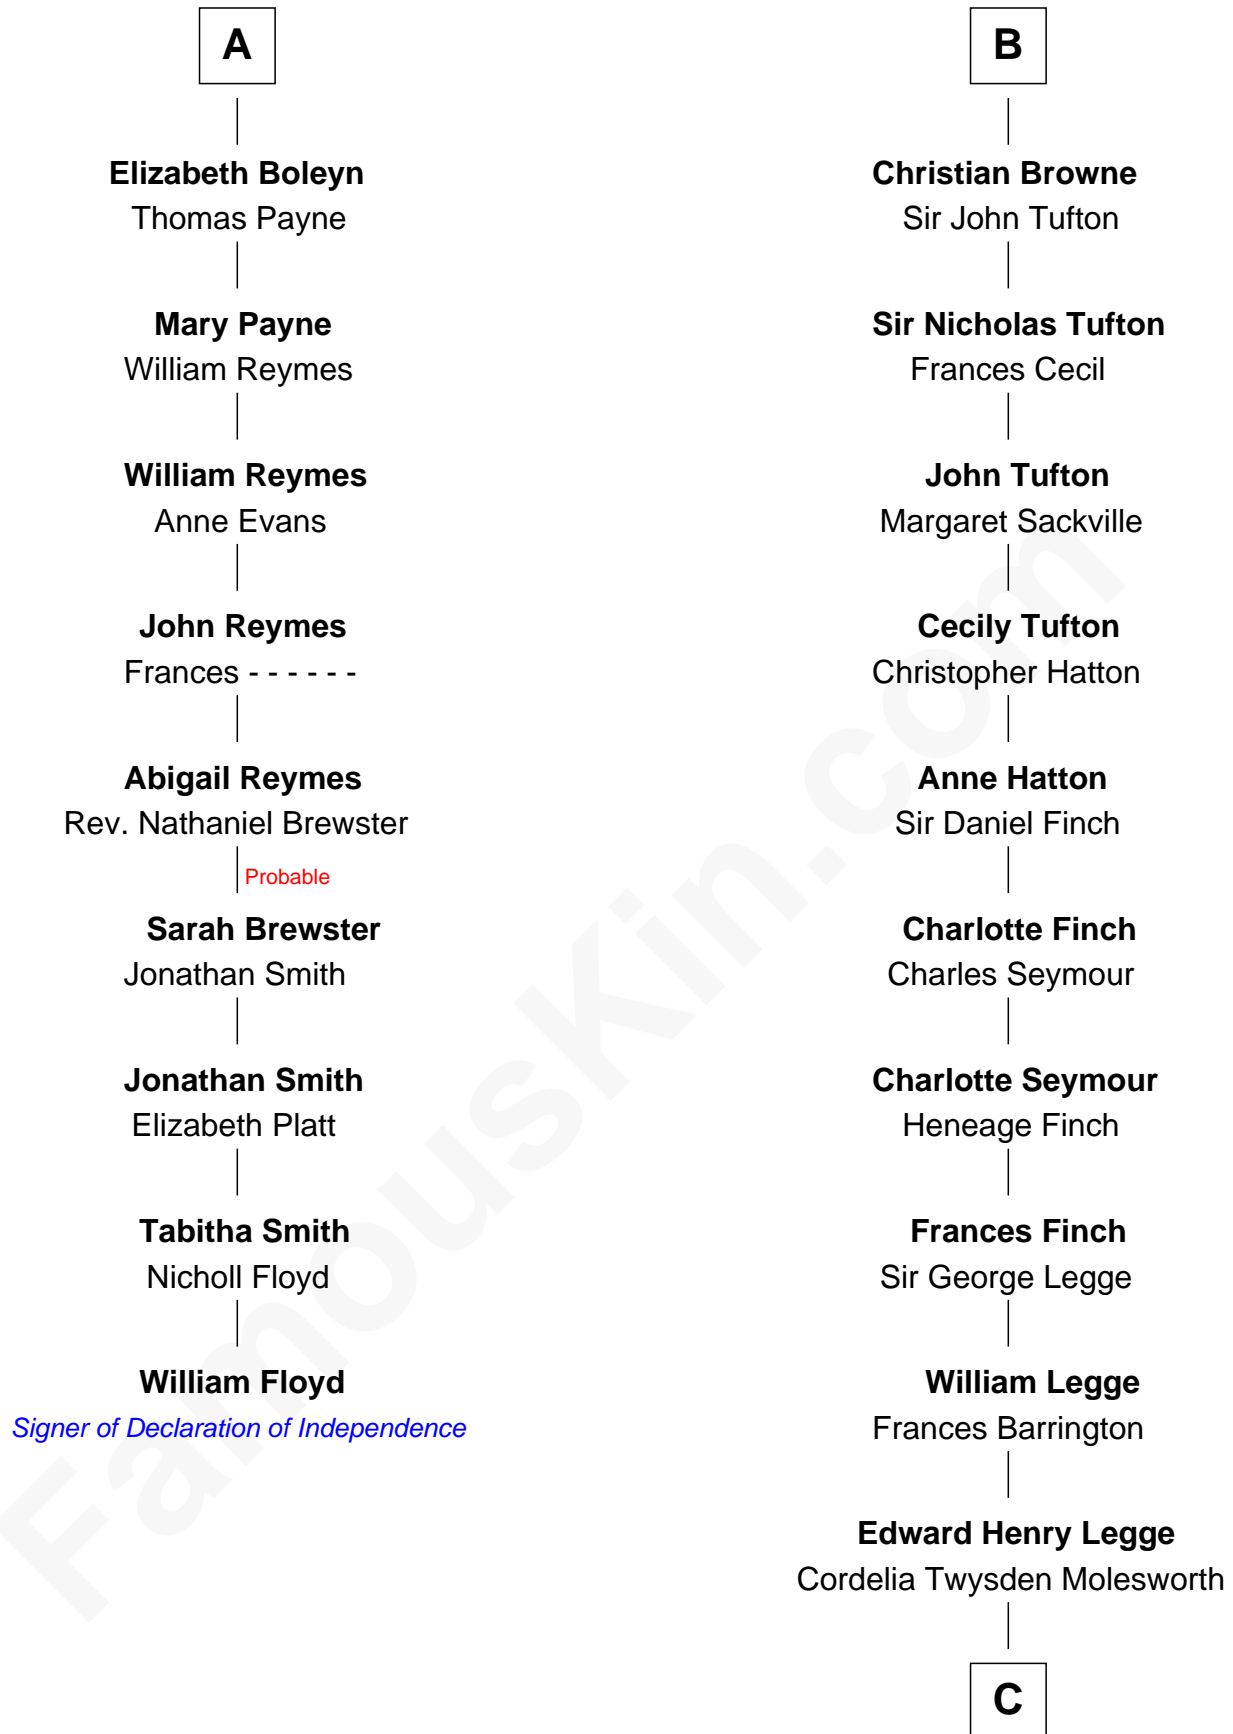 A
Elizabeth Boleyn
Thomas Payne
Mary Payne
William Reymes
William Reymes
Anne Evans
John Reymes
Frances - - - - - -
Abigail Reymes
Rev. Nathaniel Brewster
Probable
Sarah Brewster
Jonathan Smith
Jonathan Smith
Elizabeth Platt
Tabitha Smith
Nicholl Floyd
William Floyd
Signer of Declaration of Independence
B
Christian Browne
Sir John Tufton
Sir Nicholas Tufton
Frances Cecil
John Tufton
Margaret Sackville
Cecily Tufton
Christopher Hatton
Anne Hatton
Sir Daniel Finch
Charlotte Finch
Charles Seymour
Charlotte Seymour
Heneage Finch
Frances Finch
Sir George Legge
William Legge
Frances Barrington
Edward Henry Legge
Cordelia Twysden Molesworth
C
FamousKin.com